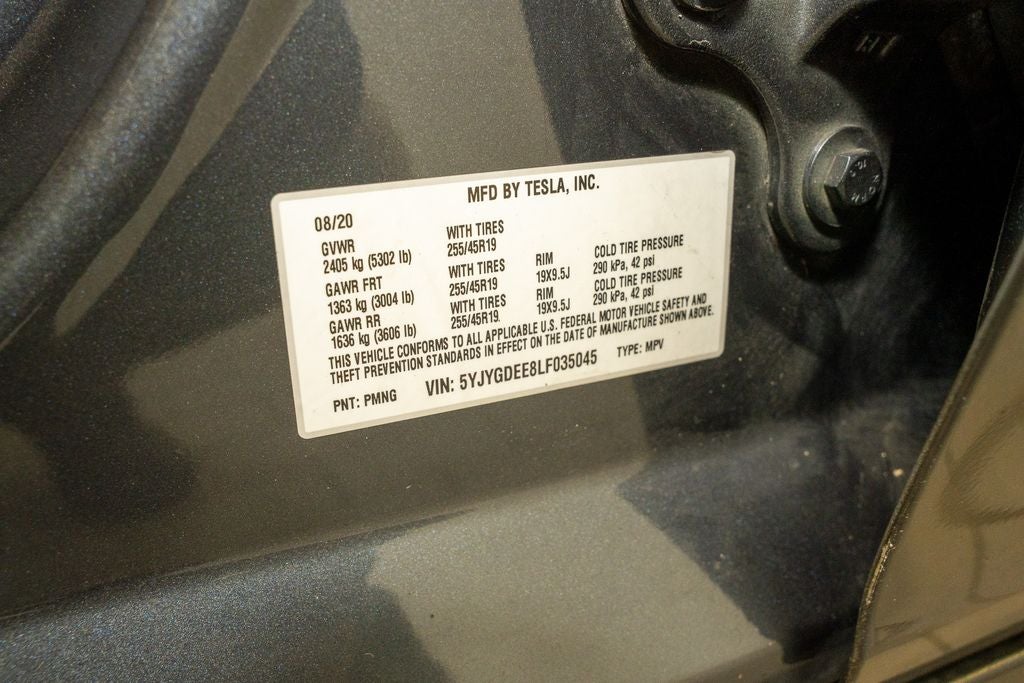 MFD BY TESLA, INC.
08/20
GVWR WITH TIRES
2405 kg (5302 lb) 255/45R19
GAWR FRT WITH TIRES RIM COLD TIRE PRESSURE
1363 kg (3004 lb) 255/45R19 19X9.5J 290 kPa, 42 psi
GAWR RR WITH TIRES RIM COLD TIRE PRESSURE
1636 kg (3606 lb) 255/45R19 19X9.5J 290 kPa, 42 psi
THIS VEHICLE CONFORMS TO ALL APPLICABLE U.S. FEDERAL MOTOR VEHICLE SAFETY AND
THEFT PREVENTION STANDARDS IN EFFECT ON THE DATE OF MANUFACTURE SHOWN ABOVE.
PNT: PMNG VIN: 5YJYGDEE8LF035045 TYPE: MPV